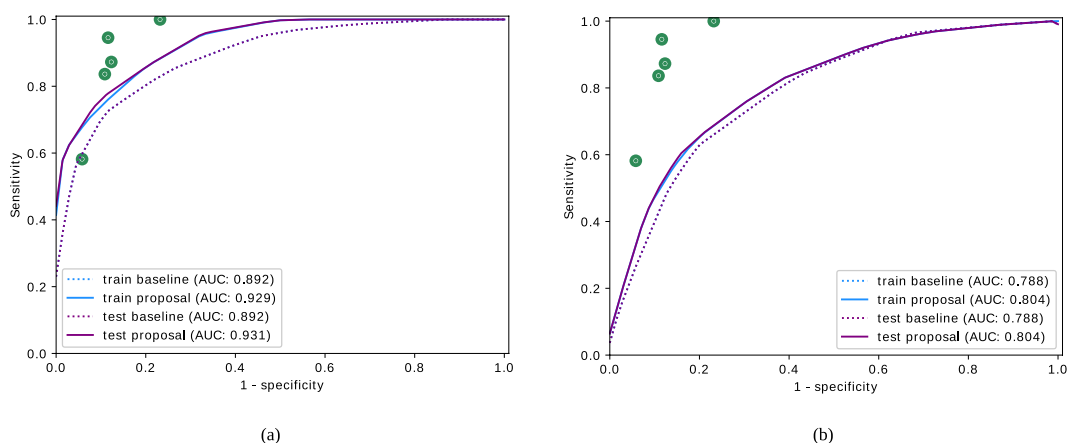 1.0
0.8
0.6
0.4
0.2
0.0
Sensitivity
train baseline (AUC: 0.892)
train proposal (AUC: 0.929)
test baseline (AUC: 0.892)
test proposal (AUC: 0.931)
0.0 0.2 0.4 0.6 0.8 1.0
1 - specificity
(a)
1.0
0.8
0.6
0.4
0.2
0.0
Sensitivity
train baseline (AUC: 0.788)
train proposal (AUC: 0.804)
test baseline (AUC: 0.788)
test proposal (AUC: 0.804)
0.0 0.2 0.4 0.6 0.8 1.0
1 - specificity
(b)